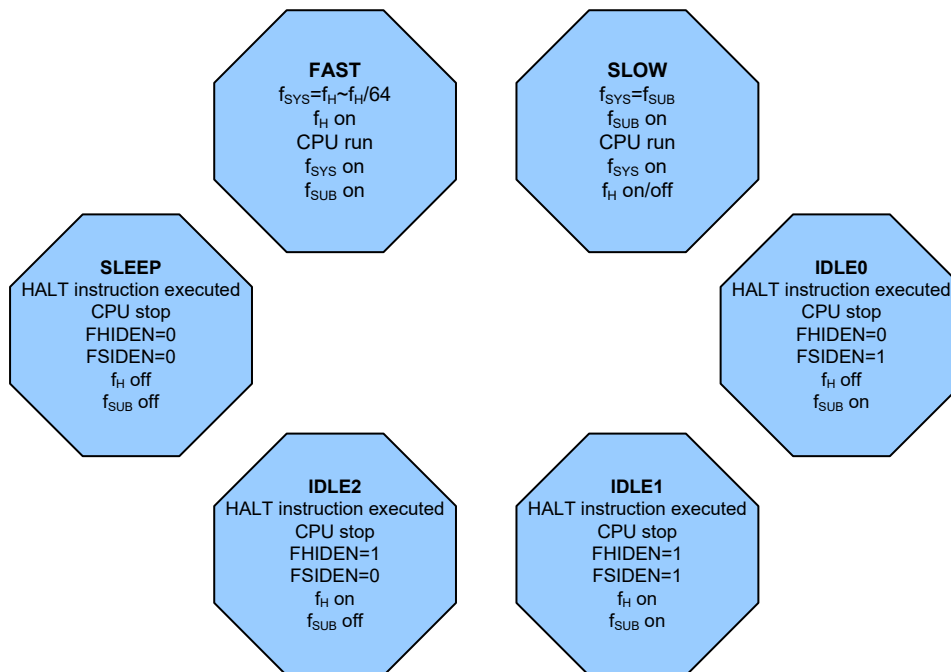 FAST
fSYS=fH~fH/64
fH on
CPU run
fSYS on
fSUB on
SLOW
fSYS=fSUB
fSUB on
CPU run
fSYS on
fH on/off
SLEEP
HALT instruction executed
CPU stop
FHIDEN=0
FSIDEN=0
fH off
fSUB off
IDLE0
HALT instruction executed
CPU stop
FHIDEN=0
FSIDEN=1
fH off
fSUB on
IDLE2
HALT instruction executed
CPU stop
FHIDEN=1
FSIDEN=0
fH on
fSUB off
IDLE1
HALT instruction executed
CPU stop
FHIDEN=1
FSIDEN=1
fH on
fSUB on